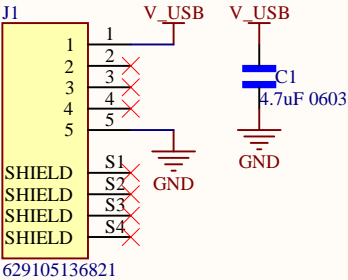 J1
V_USB
V_USB
1
1
2
2
3
3
4
4
5
5
C1
4.7uF 0603
GND
GND
SHIELD
S1
SHIELD
S2
SHIELD
S3
SHIELD
S4
629105136821